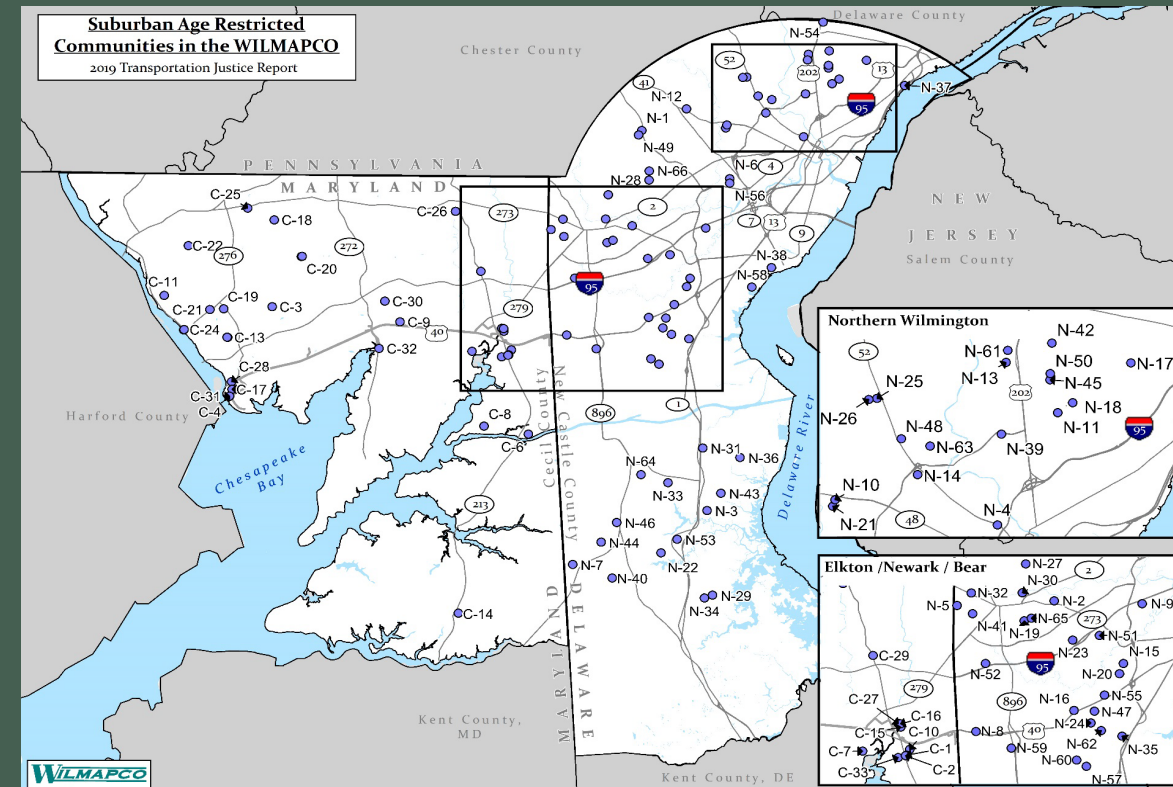 Suburban Age Restricted
Communities in the WILMAPCO
2019 Transportation Justice Report
Delaware County
Chester County
N-54
52
202
13
41
N-12
95
N-37
N-1
N-49
PENNSYLVANIA
MARYLAND
N-66
N-28
N-6
4
N-56
NEW
JERSEY
Salem County
C-25
C-18
C-26
273
2
7
13
9
C-22
276
272
C-20
N-38
N-58
C-11
C-19
C-3
C-30
279
95
C-21
C-24
C-13
C-9
40
C-32
C-28
C-17
C-31
C-4
Harford County
Chesapeake
Bay
C-8
C-6
New Castle County
Cecil County
896
1
Delaware River
N-31
N-36
N-64
N-33
N-43
N-3
213
N-46
N-44
N-53
N-7
N-22
N-40
N-29
N-34
C-14
DELAWARE
MARYLAND
Kent County,
MD
Kent County, DE
WILMAPCO
Northern Wilmington
N-42
52
N-61
N-13
N-50
N-45
N-17
N-25
202
N-26
N-18
N-11
95
N-48
N-63
N-39
N-14
N-10
N-21
48
N-4
Elkton /Newark / Bear
N-27
N-30
2
N-32
N-5
N-2
N-9
N-41
N-65
N-19
273
N-51
N-23
C-29
N-52
95
N-15
N-20
279
C-27
896
N-16
N-55
C-16
C-15
C-10
N-47
N-24
N-8
40
C-7
C-1
N-59
N-62
N-35
C-33
C-2
N-60
N-57